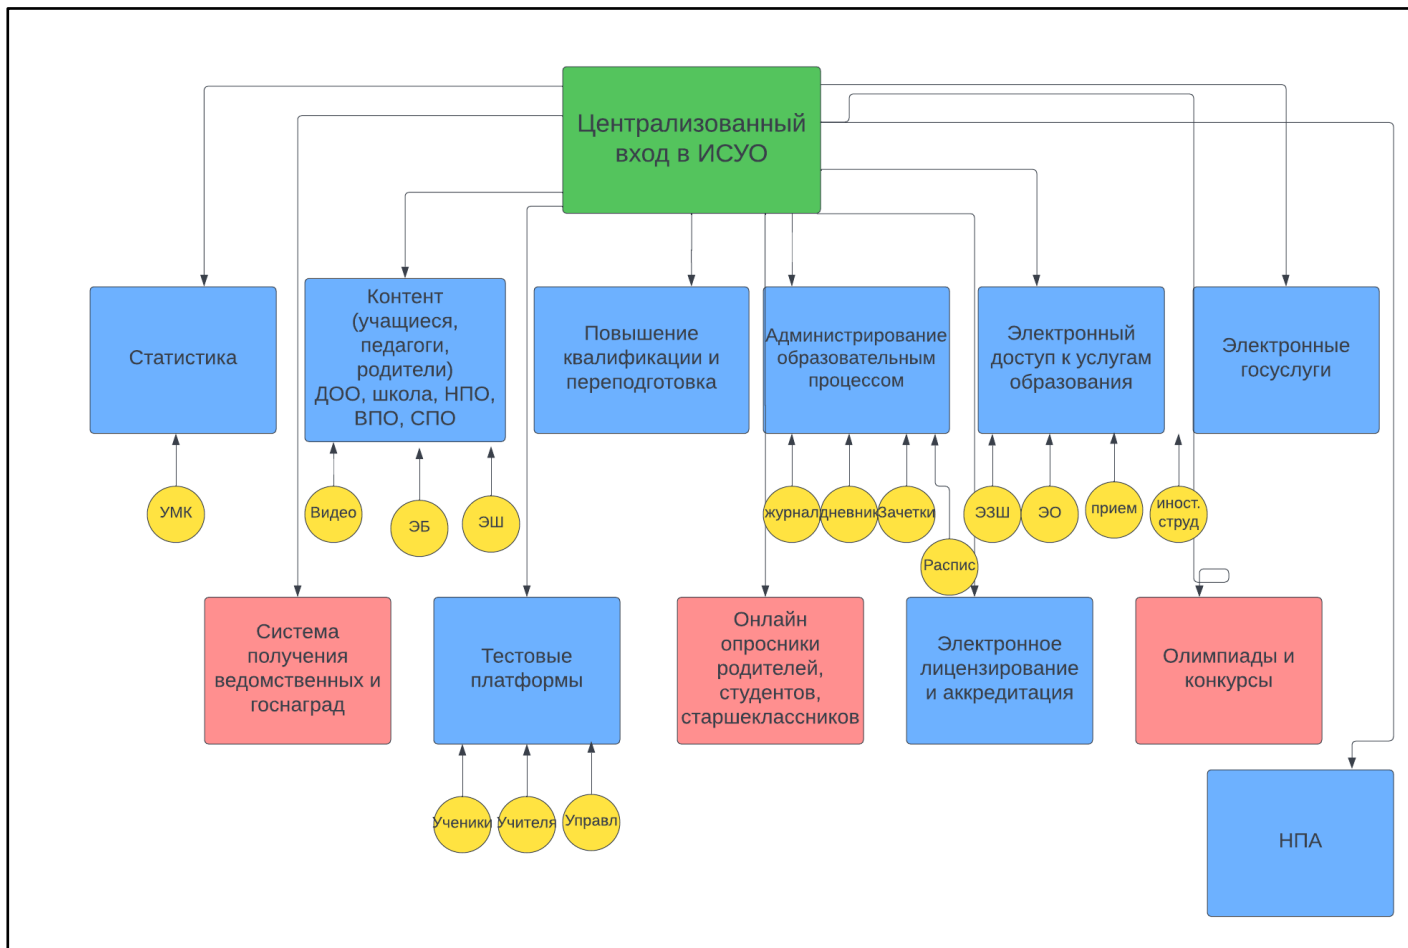 Централизованный
вход в ИСУО
Статистика
Контент
(учащиеся,
педагоги,
родители)
ДОО, школа, НПО,
ВПО, СПО
Повышение
квалификации и
переподготовка
Администрирование
образовательным
процессом
Электронный
доступ к услугам
образования
Электронные
госуслуги
УМК
Видео
ЭБ
ЭШ
журнал
дневник
Зачетки
Распис
ЭЗШ
ЭО
прием
иност.
струд
Система
получения
ведомственных и
госнаград
Тестовые
платформы
Онлайн
опросники
родителей,
студентов,
старшеклассников
Электронное
лицензирование
и аккредитация
Олимпиады и
конкурсы
Ученики
Учителя
Управл
НПА